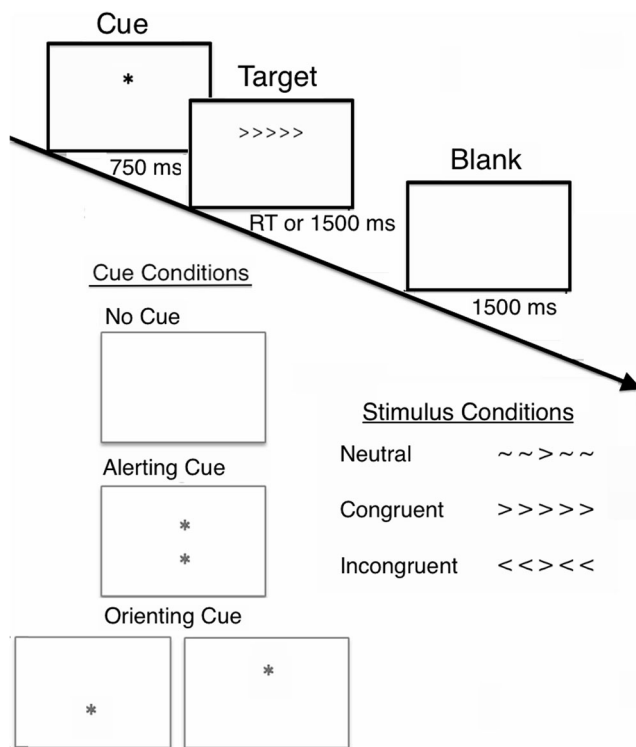 Cue
*
Target
>>>>>
Blank
750 ms
RT or 1500 ms
1500 ms
Cue Conditions
No Cue
Alerting Cue
*
*
Orienting Cue
*
*
Stimulus Conditions
Neutral ~~>~~
Congruent >>>>>
Incongruent <<><<